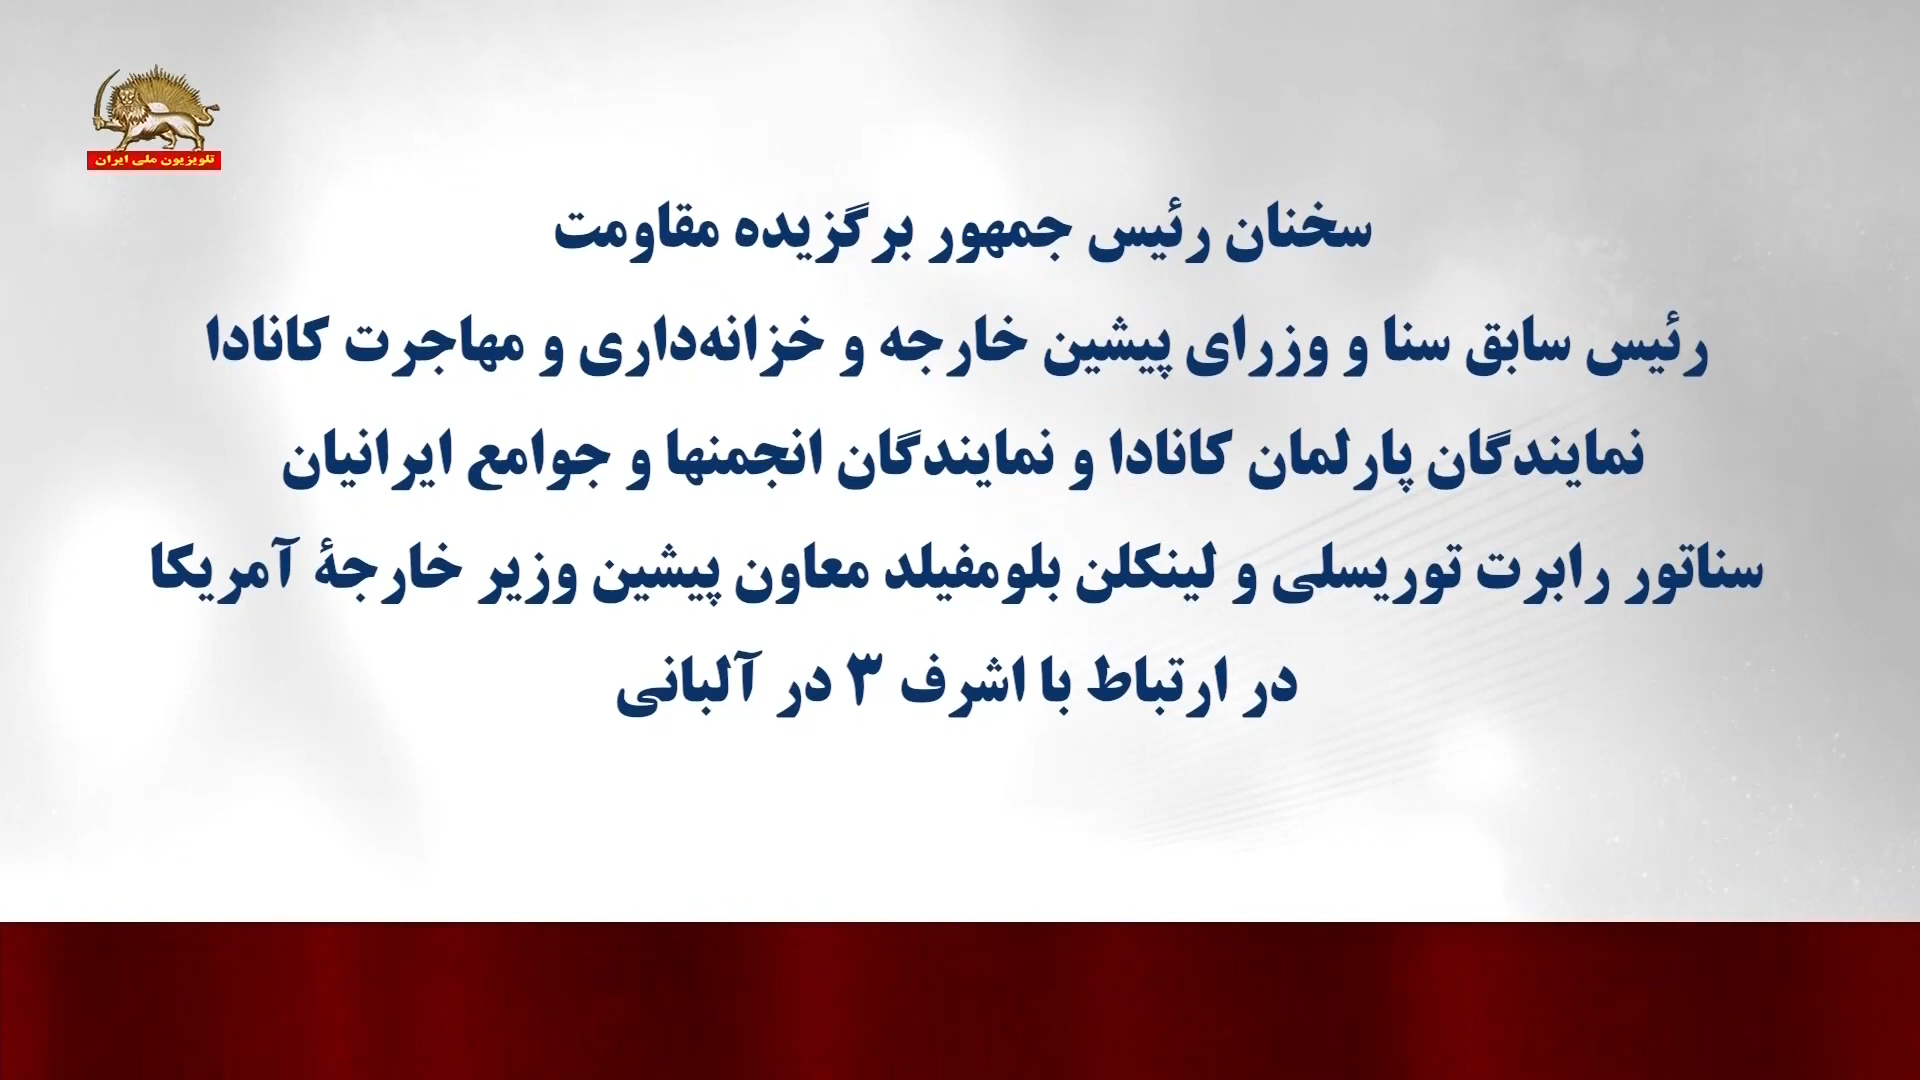 تلویزیون ملی ایران
سخنان رئیس جمهور برگزیده مقاومت
رئیس سابق سنا و وزرای پیشین خارجه و خزانه‌داری و مهاجرت کانادا
نمایندگان پارلمان کانادا و نمایندگان انجمنها و جوامع ایرانیان
سناتور رابرت توریسلی و لینکلن بلومفیلد معاون پیشین وزیر خارجهٔ آمریکا
در ارتباط با اشرف ۳ در آلبانی